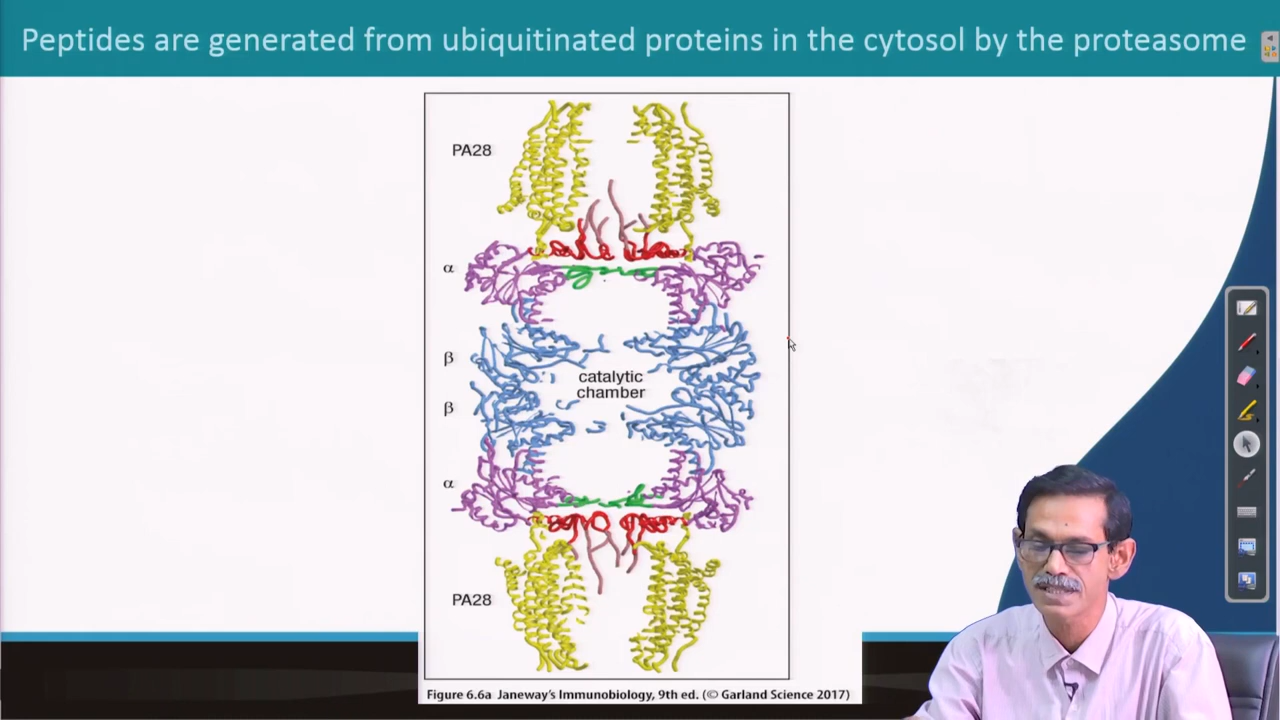 Peptides are generated from ubiquitinated proteins in the cytosol by the proteasome
PA28
α
β
catalytic
chamber
β
α
PA28
Figure 6.6a Janeway's Immunobiology, 9th ed. (© Garland Science 2017)